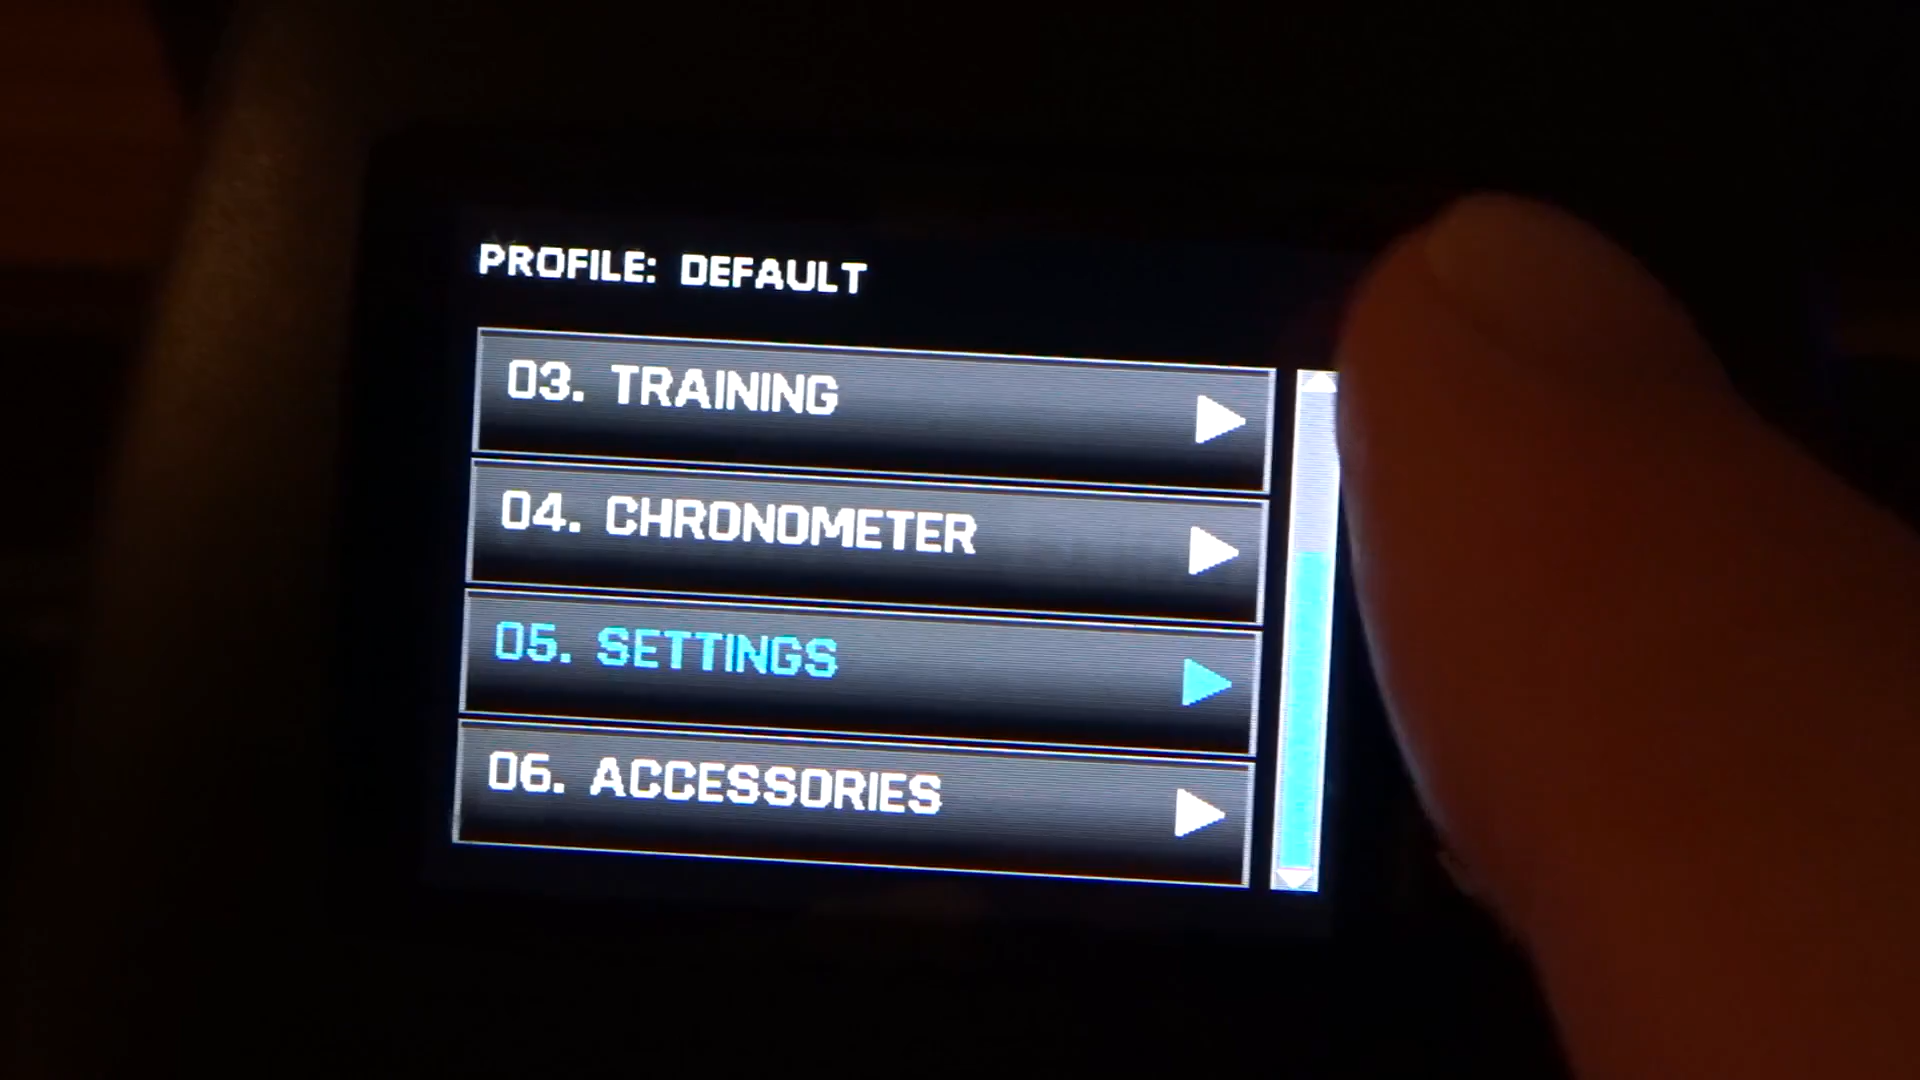 PROFILE: DEFAULT
03. TRAINING
04. CHRONOMETER
05. SETTINGS
06. ACCESSORIES